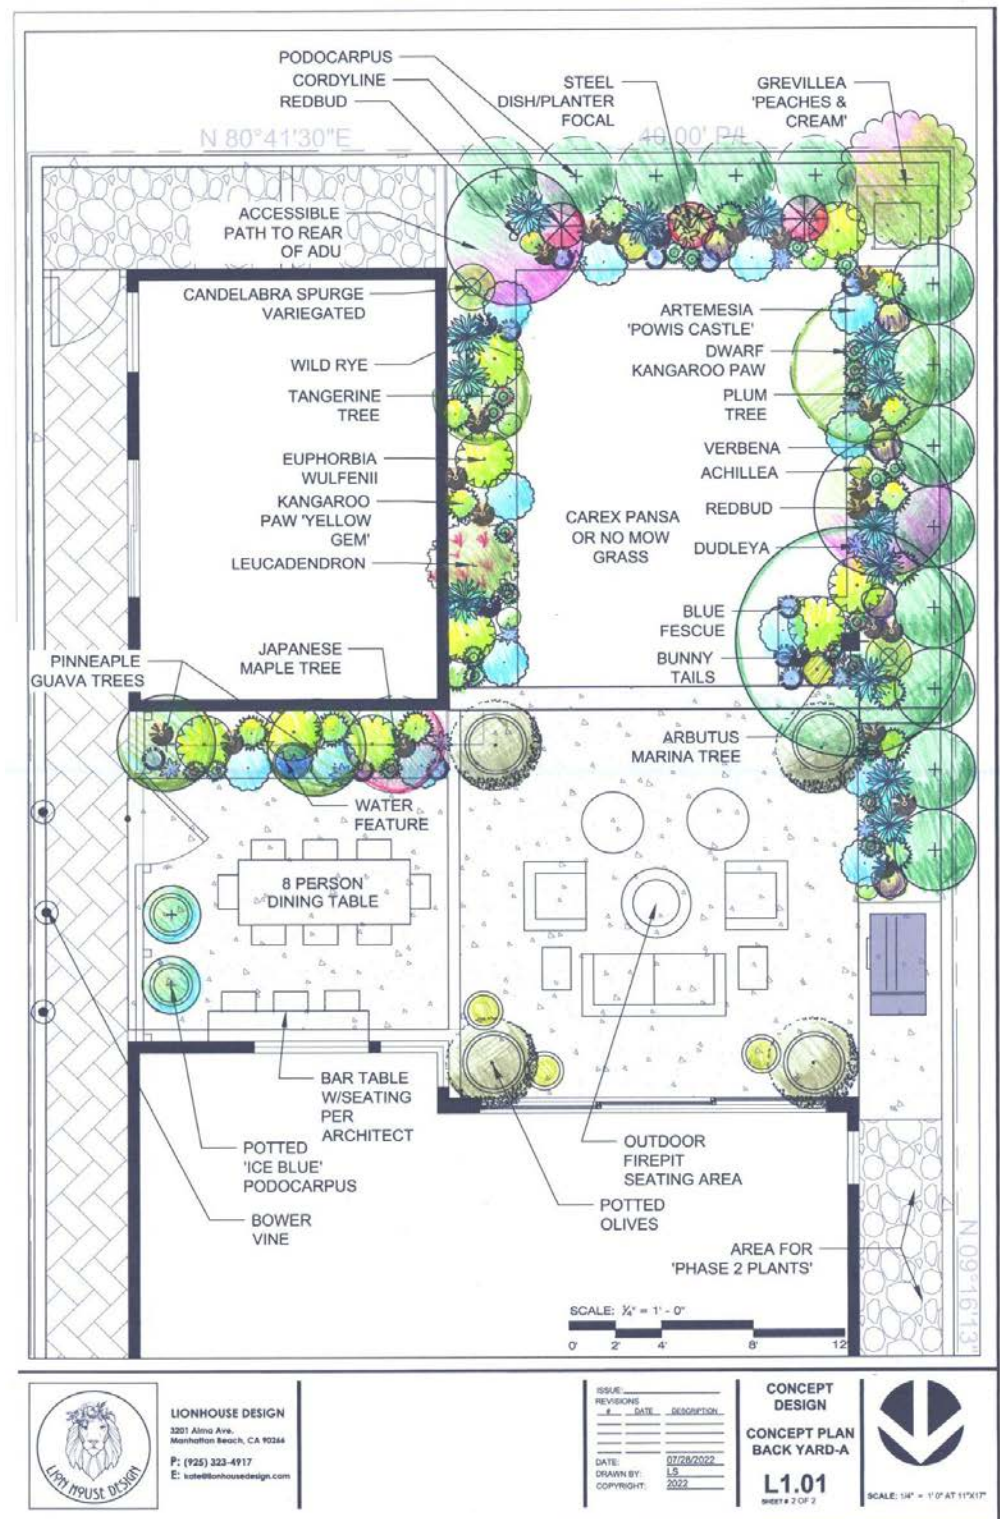 PODOCARPUS
CORDYLINE
REDBUD
STEEL
DISH/PLANTER
FOCAL
GREVILLEA
'PEACHES &
CREAM'
N 80°41'30"E
40.00' P/L
ACCESSIBLE
PATH TO REAR
OF ADU
CANDELABRA SPURGE
VARIEGATED
WILD RYE
TANGERINE
TREE
EUPHORBIA
WULFENII
KANGAROO
PAW 'YELLOW
GEM'
LEUCADENDRON
ARTEMESIA
'POWIS CASTLE'
DWARF
KANGAROO PAW
PLUM
TREE
VERBENA
ACHILLEA
REDBUD
DUDLEYA
CAREX PANSA
OR NO MOW
GRASS
BLUE
FESCUE
BUNNY
TAILS
PINNEAPLE
GUAVA TREES
JAPANESE
MAPLE TREE
ARBUTUS
MARINA TREE
WATER
FEATURE
8 PERSON
DINING TABLE
BAR TABLE
W/SEATING
PER
ARCHITECT
POTTED
'ICE BLUE'
PODOCARPUS
BOWER
VINE
OUTDOOR
FIREPIT
SEATING AREA
POTTED
OLIVES
AREA FOR
'PHASE 2 PLANTS'
N 09°16'13"
SCALE: ¼" = 1' - 0"
0' 2' 4' 8' 12'
LION HOUSE DESIGN
LIONHOUSE DESIGN
3201 Alma Ave.
Manhattan Beach, CA 90266
P: (925) 323-4917
E: kate@lionhousedesign.com
ISSUE:
REVISIONS
# DATE DESCRIPTION
DATE: 07/28/2022
DRAWN BY: LS
COPYRIGHT: 2022
CONCEPT
DESIGN
CONCEPT PLAN
BACK YARD-A
L1.01
SHEET # 2 OF 2
SCALE: 1/4" = 1'0" AT 11"X17"